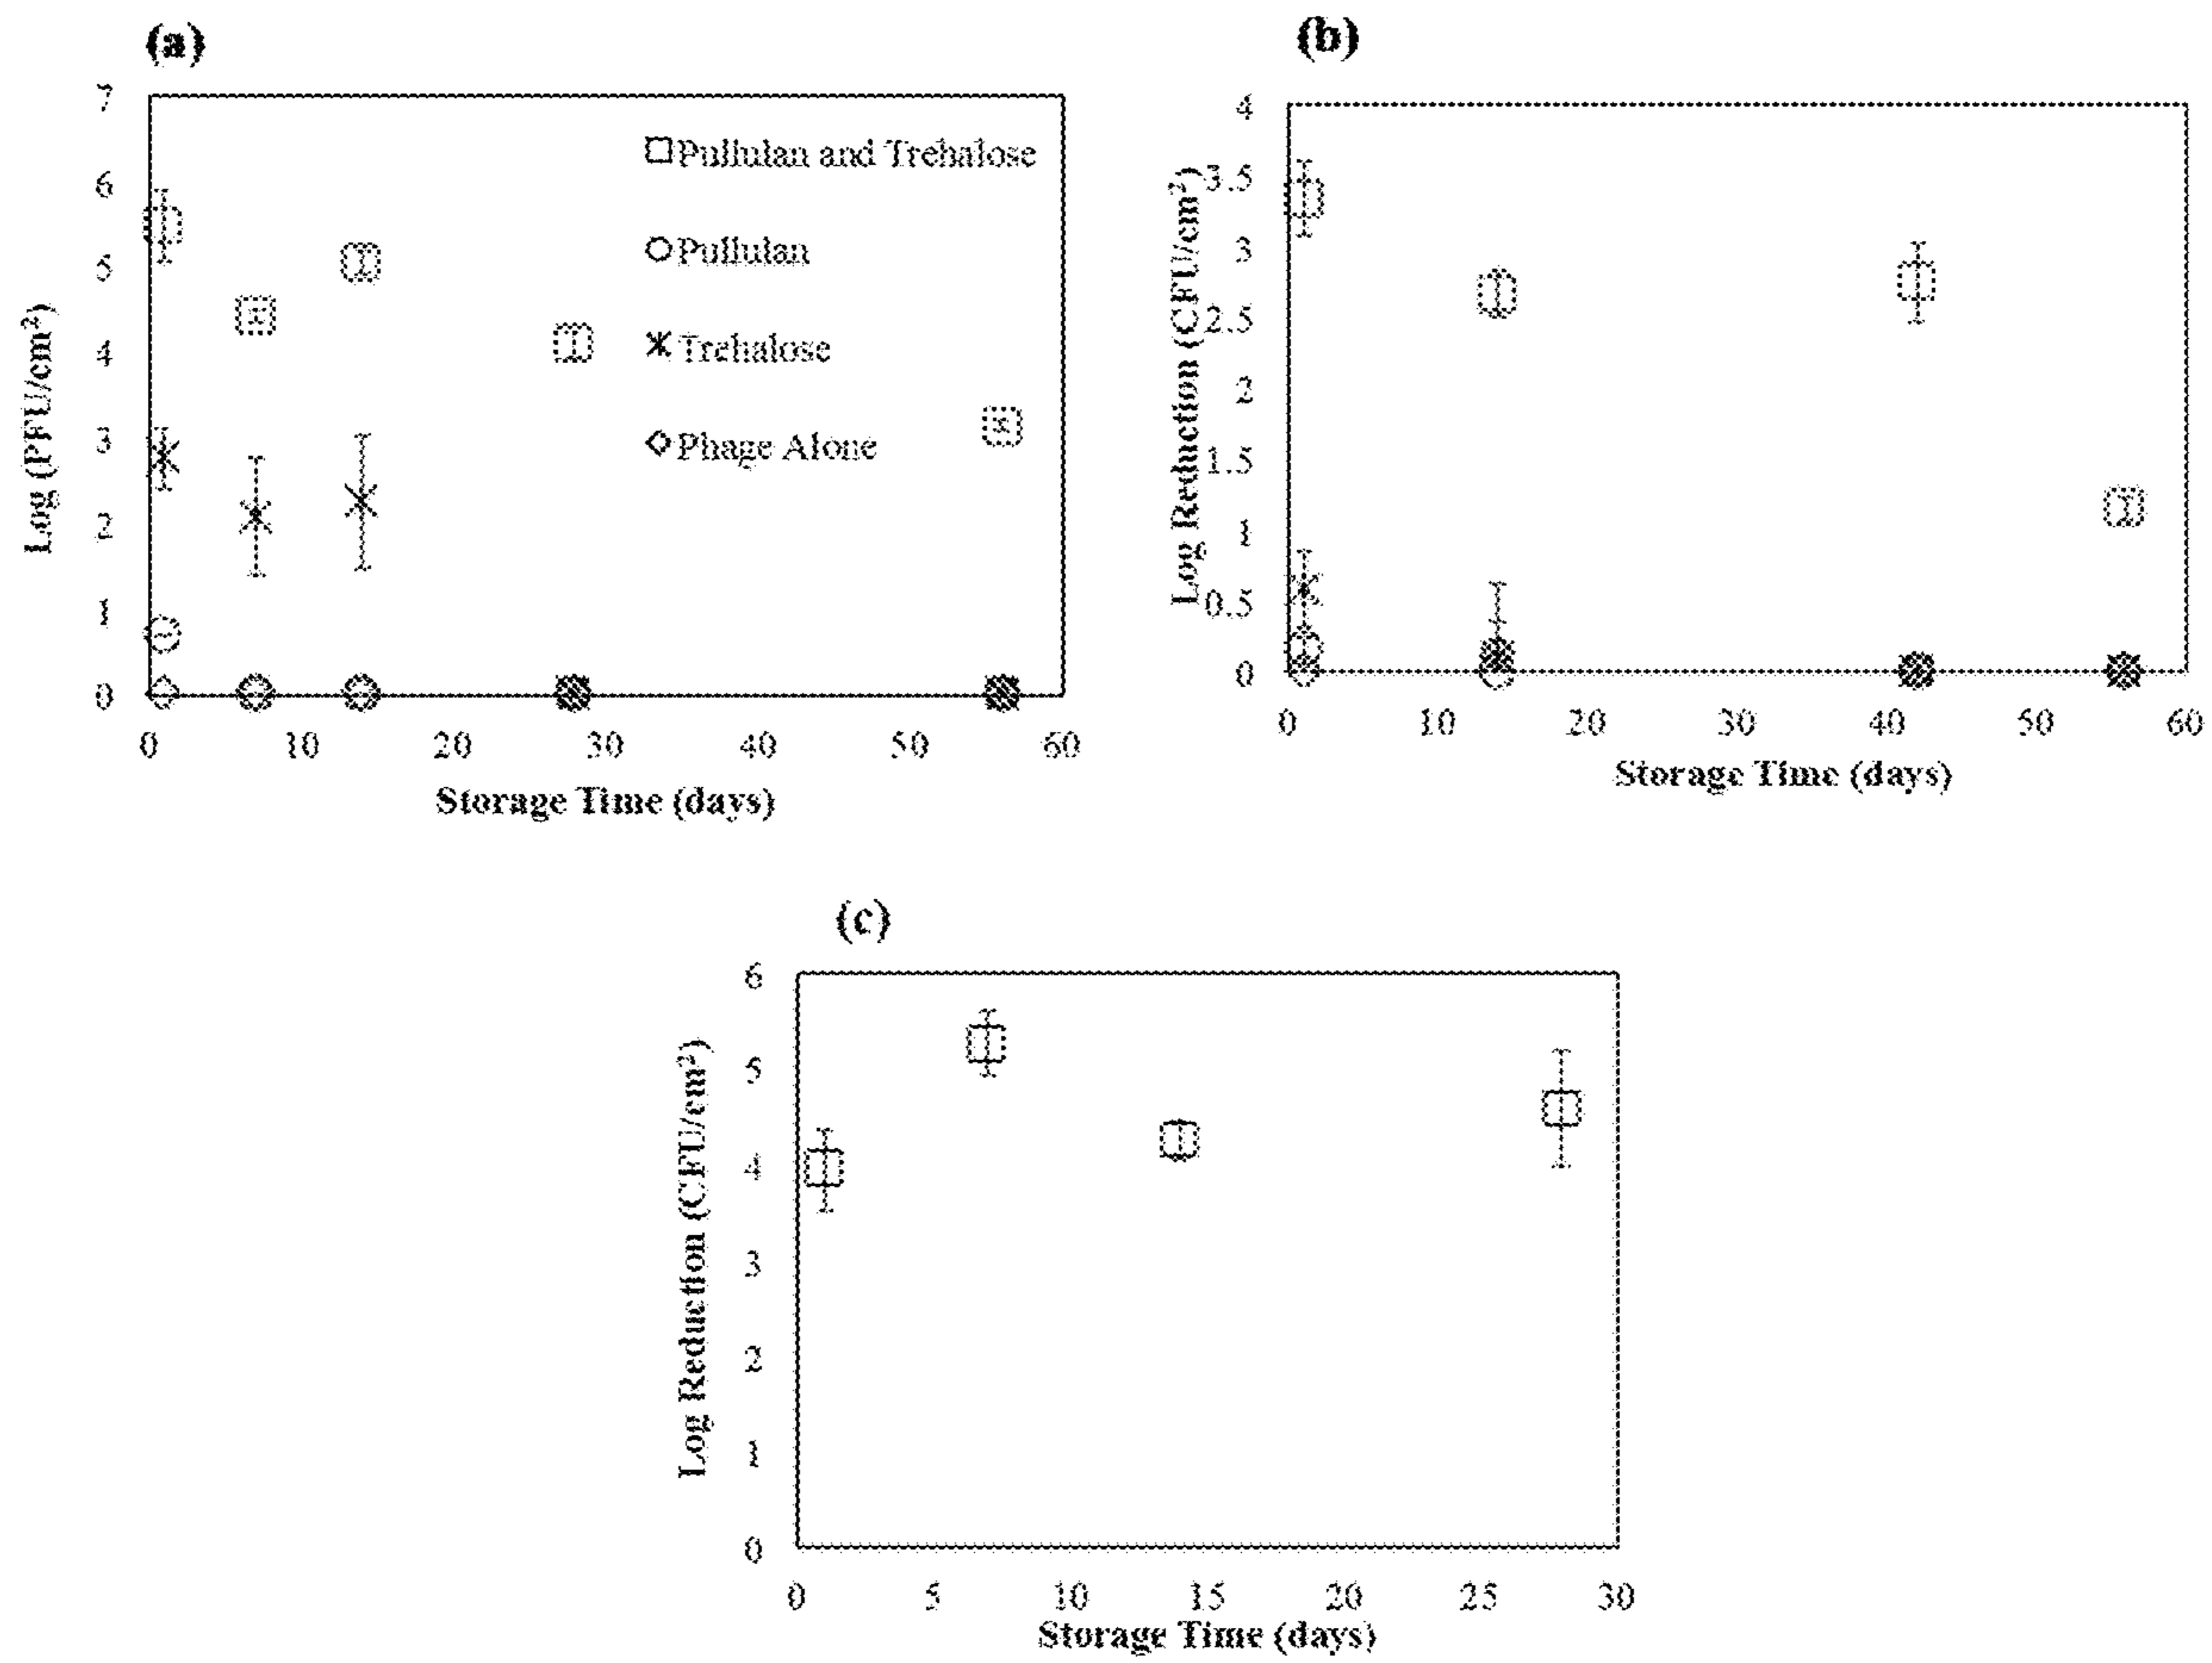 (a)
7
6
5
4
3
2
1
0
Log (PFU/cm²)
Pullulan and Trehalose
Pullulan
Trehalose
Phage Alone
0 10 20 30 40 50 60
Storage Time (days)
(b)
4
3.5
3
2.5
2
1.5
1
0.5
0
Log Reduction (CFU/cm²)
0 10 20 30 40 50 60
Storage Time (days)
(c)
6
5
4
3
2
1
0
Log Reduction (CFU/cm²)
0 5 10 15 20 25 30
Storage Time (days)